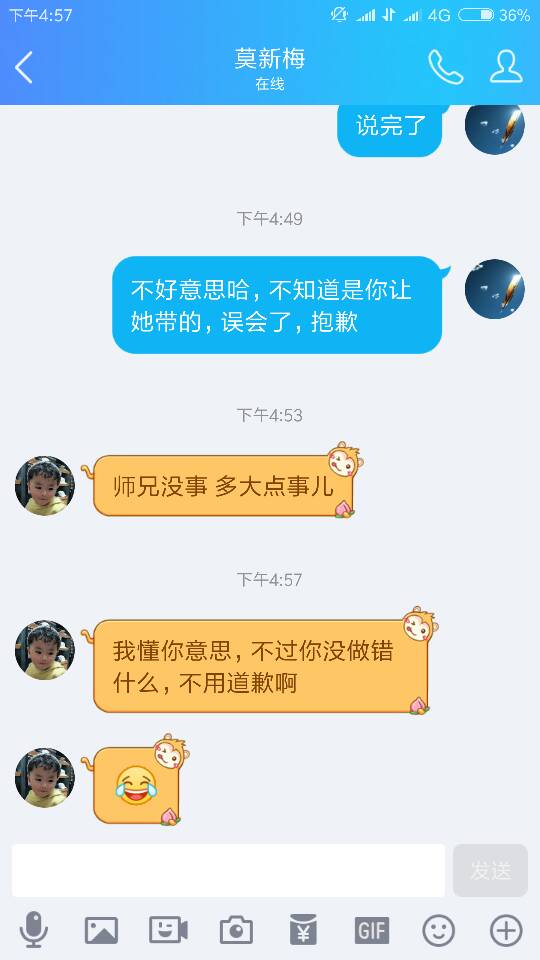 下午4:57
4G
36%
莫新梅
在线
说完了
下午4:49
不好意思哈，不知道是你让
她带的，误会了，抱歉
下午4:53
师兄没事 多大点事儿
下午4:57
我懂你意思，不过你没做错
什么，不用道歉啊
发送
¥
GIF